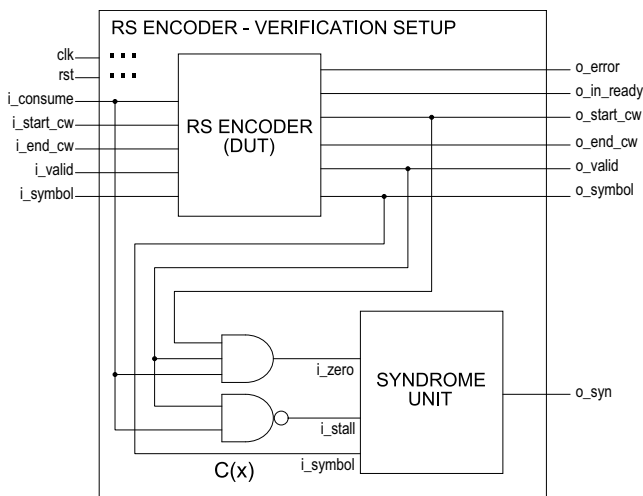 RS ENCODER - VERIFICATION SETUP
clk
rst
i_consume
i_start_cw
i_end_cw
i_valid
i_symbol
RS ENCODER
(DUT)
o_error
o_in_ready
o_start_cw
o_end_cw
o_valid
o_symbol
i_zero
i_stall
i_symbol
SYNDROME
UNIT
o_syn
C(x)